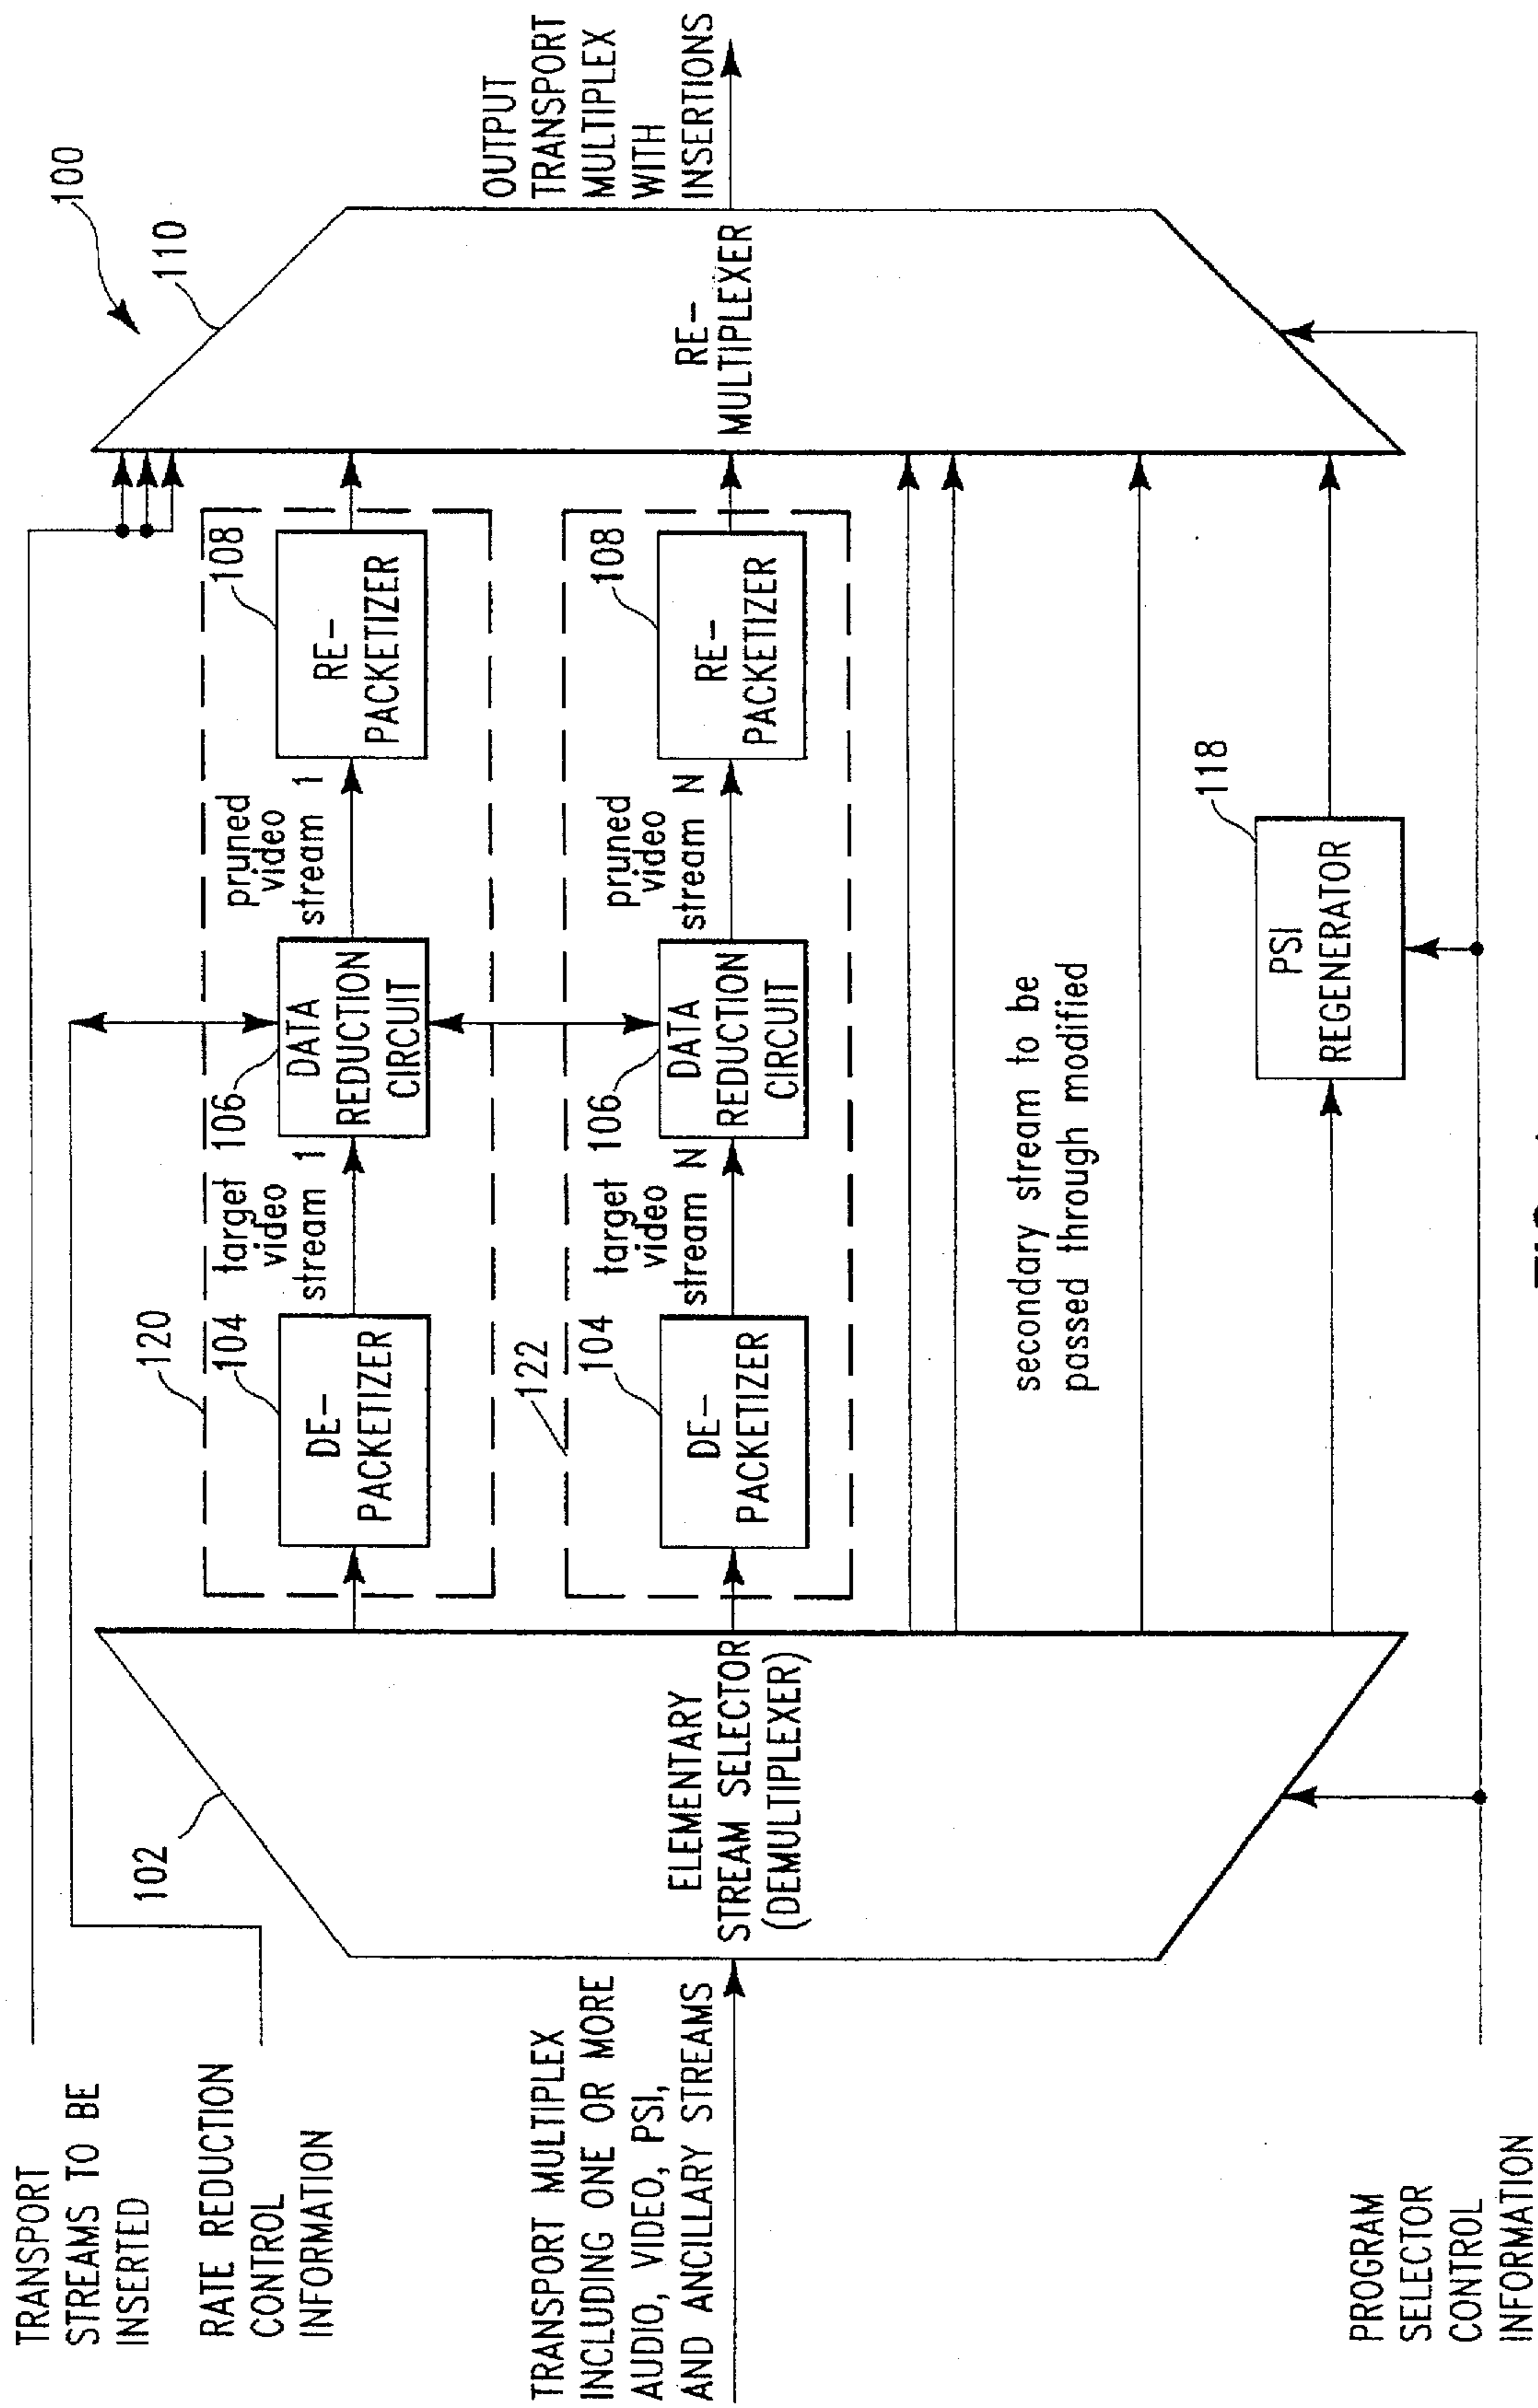 100
110
OUTPUT
TRANSPORT
MULTIPLEX
WITH
INSERTIONS
RE–
MULTIPLEXER
108
RE–
PACKETIZER
pruned
video
stream 1
106
DATA
REDUCTION
CIRCUIT
target
video
stream 1
120
104
DE–
PACKETIZER
108
RE–
PACKETIZER
pruned
video
stream N
106
DATA
REDUCTION
CIRCUIT
target
video
stream N
122
104
DE–
PACKETIZER
secondary stream to be
passed through modified
118
PSI
REGENERATOR
102
ELEMENTARY
STREAM SELECTOR
(DEMULTIPLEXER)
TRANSPORT
STREAMS TO BE
INSERTED
RATE REDUCTION
CONTROL
INFORMATION
TRANSPORT MULTIPLEX
INCLUDING ONE OR MORE
AUDIO, VIDEO, PSI,
AND ANCILLARY STREAMS
PROGRAM
SELECTOR
CONTROL
INFORMATION